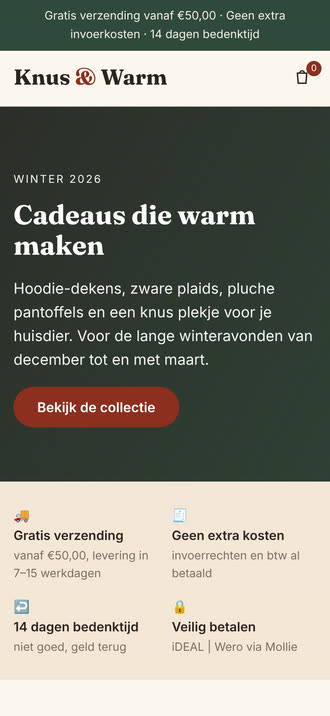 Gratis verzending vanaf €50,00 · Geen extra
invoerkosten · 14 dagen bedenktijd
Knus & Warm
0
WINTER 2026
Cadeaus die warm
maken
Hoodie-dekens, zware plaids, pluche
pantoffels en een knus plekje voor je
huisdier. Voor de lange winteravonden van
december tot en met maart.
Bekijk de collectie
Gratis verzending
vanaf €50,00, levering in
7–15 werkdagen
Geen extra kosten
invoerrechten en btw al
betaald
14 dagen bedenktijd
niet goed, geld terug
Veilig betalen
iDEAL | Wero via Mollie